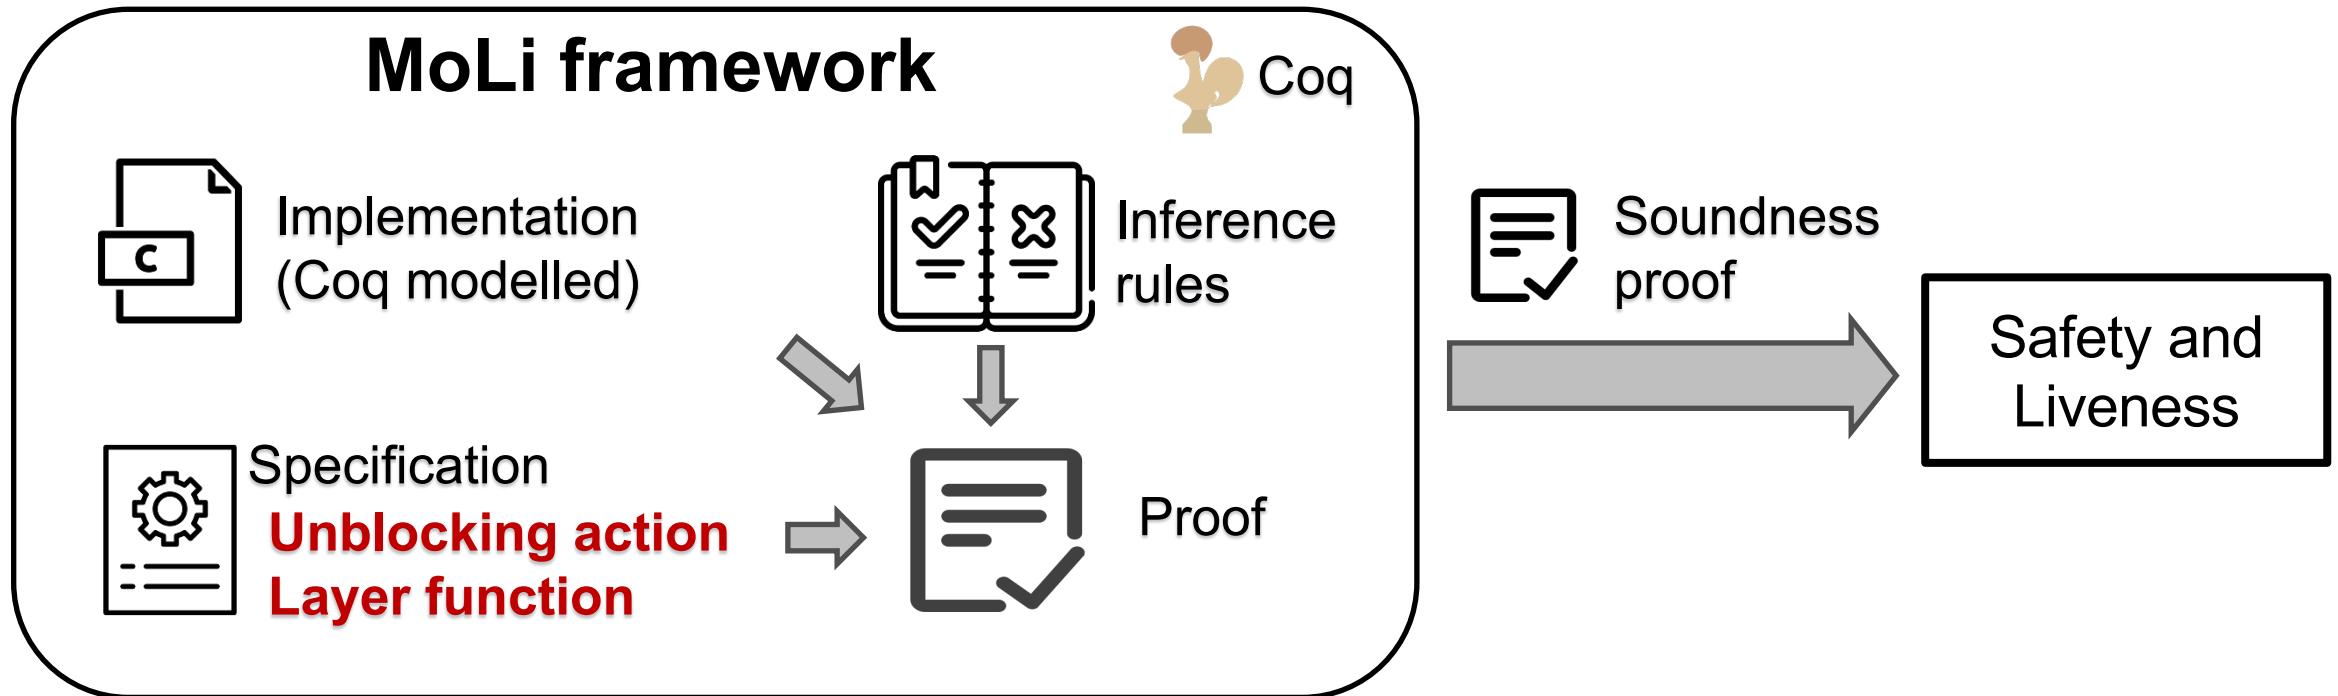 MoLi framework
Coq
Implementation
(Coq modelled)
C
Inference
rules
Specification
Unblocking action
Layer function
Proof
Soundness
proof
Safety and
Liveness